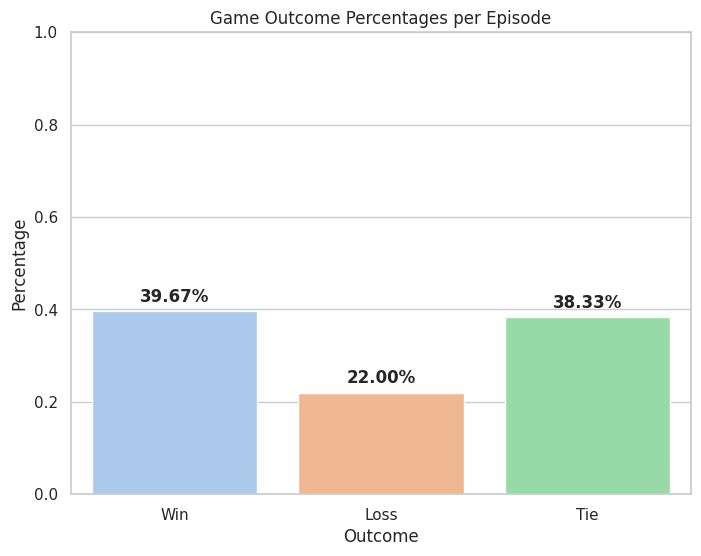 Game Outcome Percentages per Episode
1.0
0.8
0.6
0.4
0.2
0.0
Percentage
39.67%
22.00%
38.33%
Win
Loss
Tie
Outcome